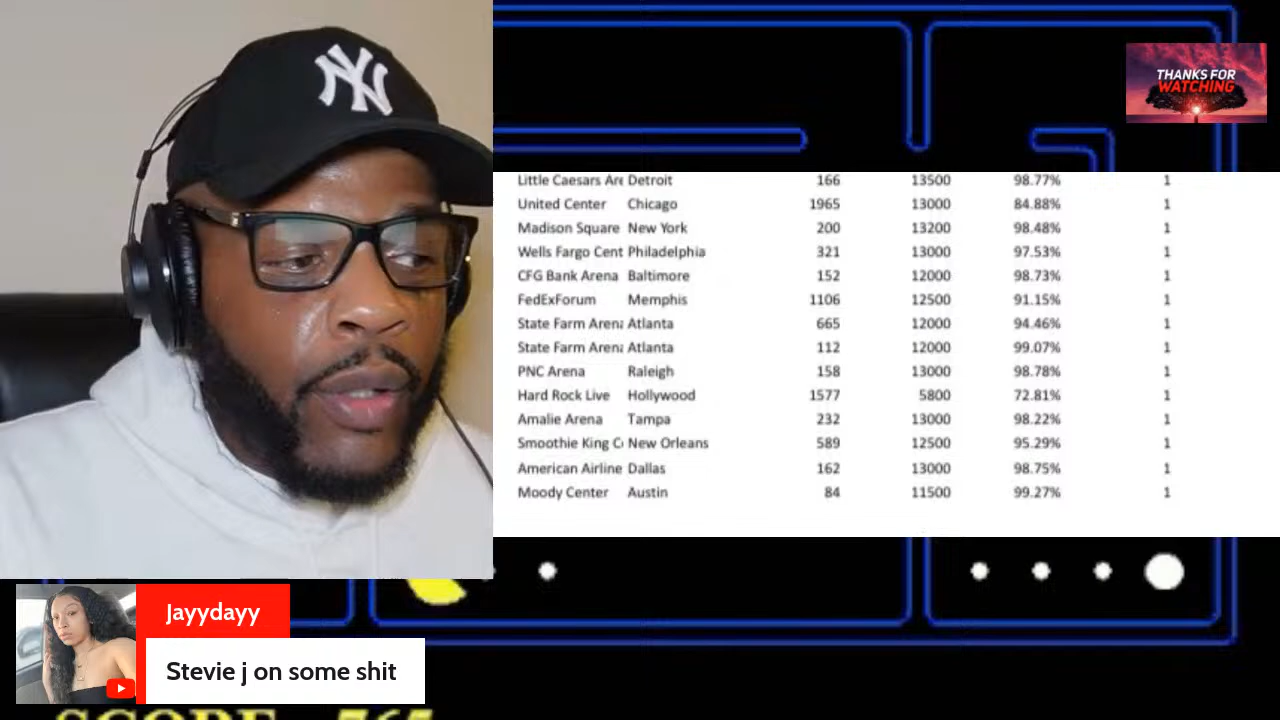 NY
THANKS FOR
WATCHING
Little Caesars Are Detroit 166 13500 98.77% 1
United Center Chicago 1965 13000 84.88% 1
Madison Square New York 200 13200 98.48% 1
Wells Fargo Cent Philadelphia 321 13000 97.53% 1
CFG Bank Arena Baltimore 152 12000 98.73% 1
FedExForum Memphis 1106 12500 91.15% 1
State Farm Arena Atlanta 665 12000 94.46% 1
State Farm Arena Atlanta 112 12000 99.07% 1
PNC Arena Raleigh 158 13000 98.78% 1
Hard Rock Live Hollywood 1577 5800 72.81% 1
Amalie Arena Tampa 232 13000 98.22% 1
Smoothie King C New Orleans 589 12500 95.29% 1
American Airline Dallas 162 13000 98.75% 1
Moody Center Austin 84 11500 99.27% 1
Jayydayy
Stevie j on some shit
SCORE 765